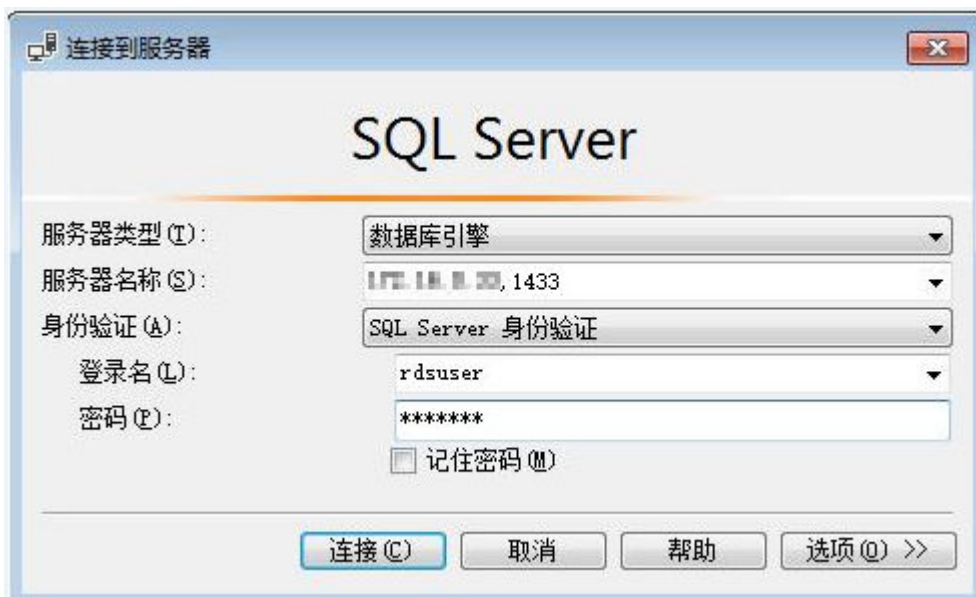 连接到服务器
SQL Server
服务器类型(T):
数据库引擎
服务器名称(S):
,1433
身份验证(A):
SQL Server 身份验证
登录名(L):
rdsuser
密码(P):
*******
记住密码(M)
连接(C)
取消
帮助
选项(O) >>